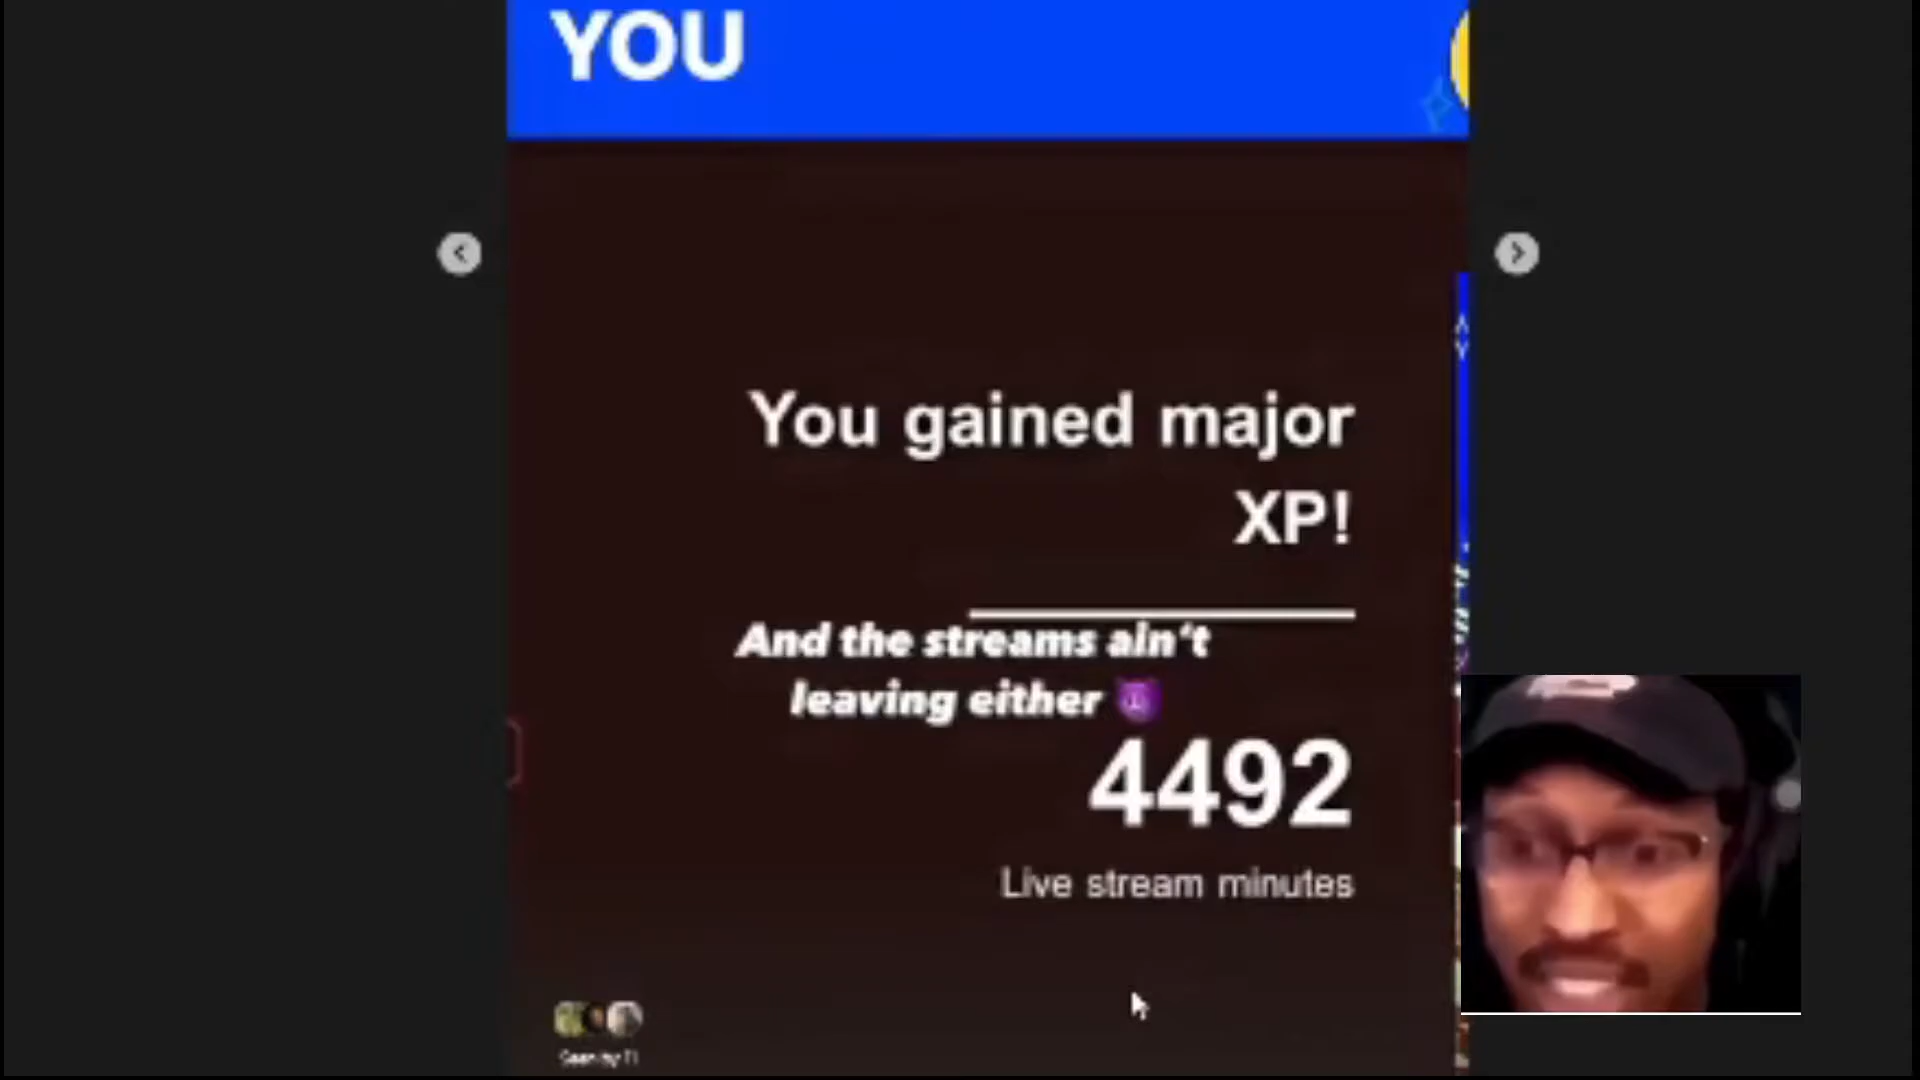 YOU
You gained major
XP!
And the streams ain't
leaving either
4492
Live stream minutes